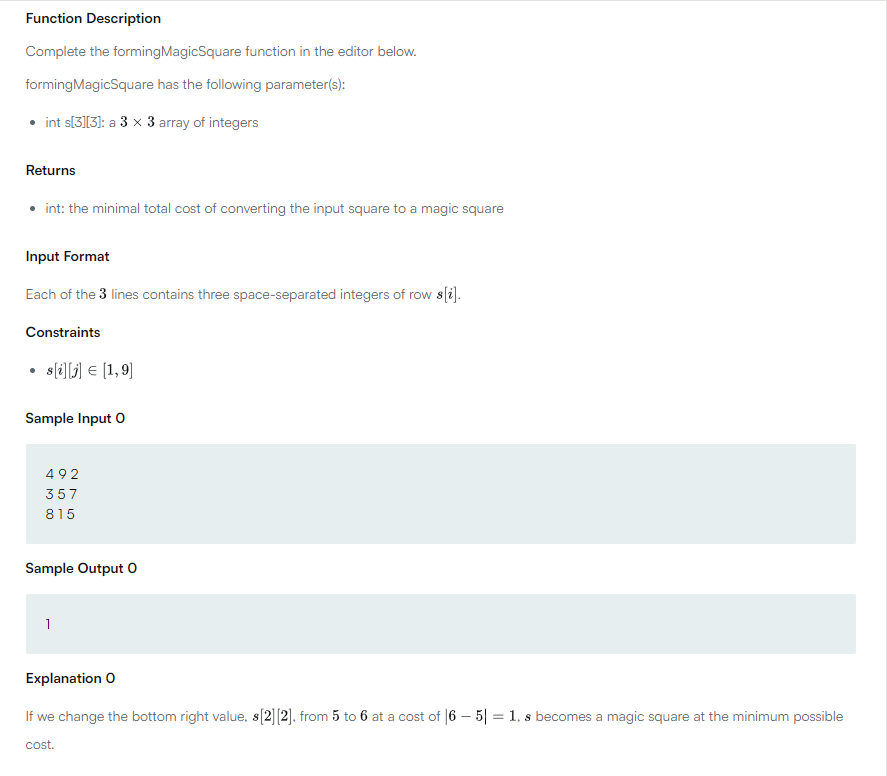 Function Description
Complete the formingMagicSquare function in the editor below.
formingMagicSquare has the following parameter(s):
• int s[3][3]: a 3 × 3 array of integers
Returns
• int: the minimal total cost of converting the input square to a magic square
Input Format
Each of the 3 lines contains three space-separated integers of row s[i].
Constraints
• s[i][j] ∈ [1, 9]
Sample Input 0
4 9 2
3 5 7
8 1 5
Sample Output 0
1
Explanation 0
If we change the bottom right value, s[2][2], from 5 to 6 at a cost of |6 − 5| = 1, s becomes a magic square at the minimum possible
cost.